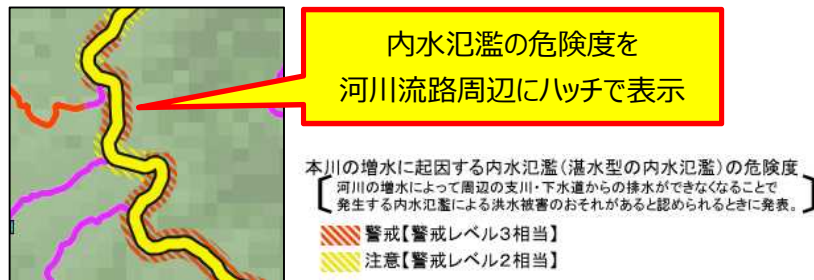 内水氾濫の危険度を
河川流路周辺にハッチで表示
本川の増水に起因する内水氾濫(湛水型の内水氾濫)の危険度
河川の増水によって周辺の支川・下水道からの排水ができなくなることで
発生する内水氾濫による洪水被害のおそれがあると認められるときに発表。
警戒【警戒レベル3相当】
注意【警戒レベル2相当】